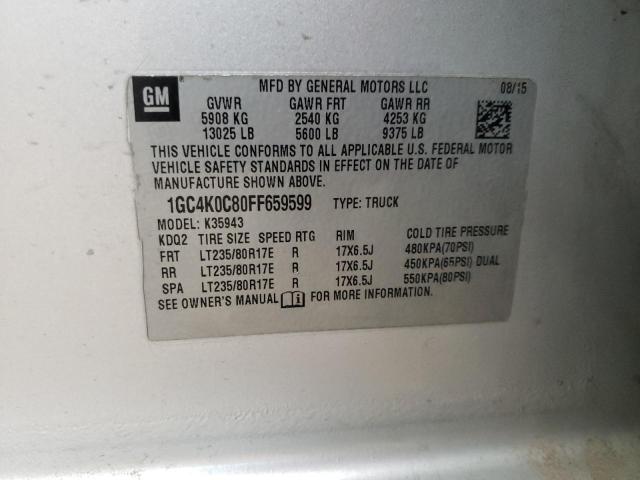 GM
MFD BY GENERAL MOTORS LLC 08/15
GVWR GAWR FRT GAWR RR
5908 KG 2540 KG 4253 KG
13025 LB 5600 LB 9375 LB
THIS VEHICLE CONFORMS TO ALL APPLICABLE U.S. FEDERAL MOTOR
VEHICLE SAFETY STANDARDS IN EFFECT ON THE DATE OF
MANUFACTURE SHOWN ABOVE.
1GC4K0C80FF659599 TYPE: TRUCK
MODEL: K35943
KDQ2 TIRE SIZE SPEED RTG RIM COLD TIRE PRESSURE
FRT LT235/80R17E R 17X6.5J 480KPA(70PSI)
RR LT235/80R17E R 17X6.5J 450KPA(65PSI) DUAL
SPA LT235/80R17E R 17X6.5J 550KPA(80PSI)
SEE OWNER'S MANUAL i FOR MORE INFORMATION.